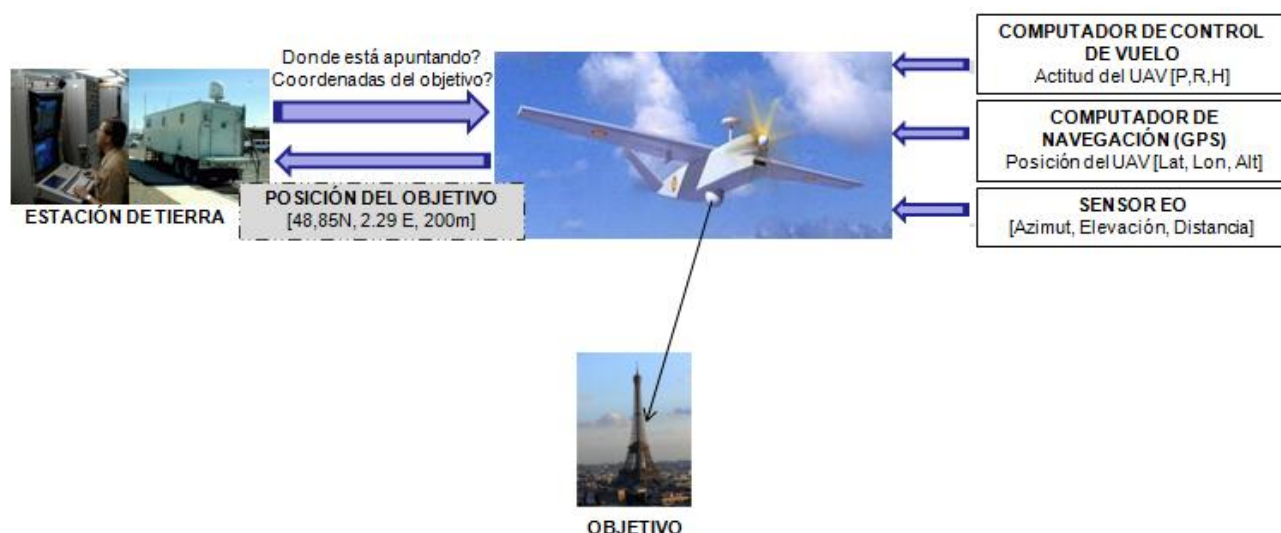 Donde está apuntando?
Coordenadas del objetivo?
ESTACIÓN DE TIERRA
POSICIÓN DEL OBJETIVO
[48,85N, 2.29 E, 200m]
COMPUTADOR DE CONTROL
DE VUELO
Actitud del UAV [P,R,H]
COMPUTADOR DE
NAVEGACIÓN (GPS)
Posición del UAV [Lat, Lon, Alt]
SENSOR EO
[Azimut, Elevación, Distancia]
OBJETIVO